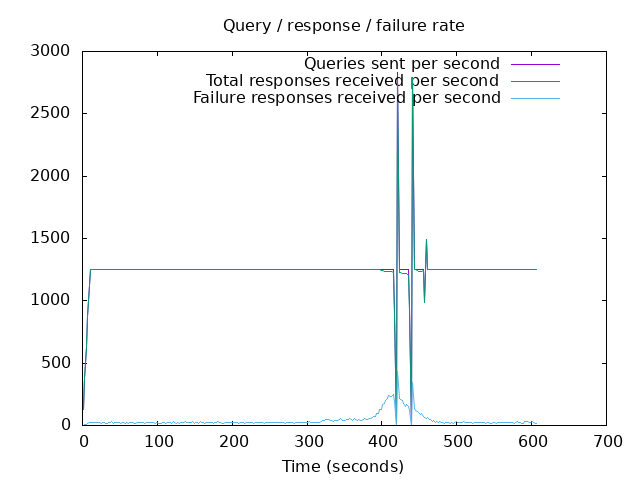 Query / response / failure rate
3000
2500
2000
1500
1000
500
0
Queries sent per second
Total responses received per second
Failure responses received per second
0 100 200 300 400 500 600 700
Time (seconds)